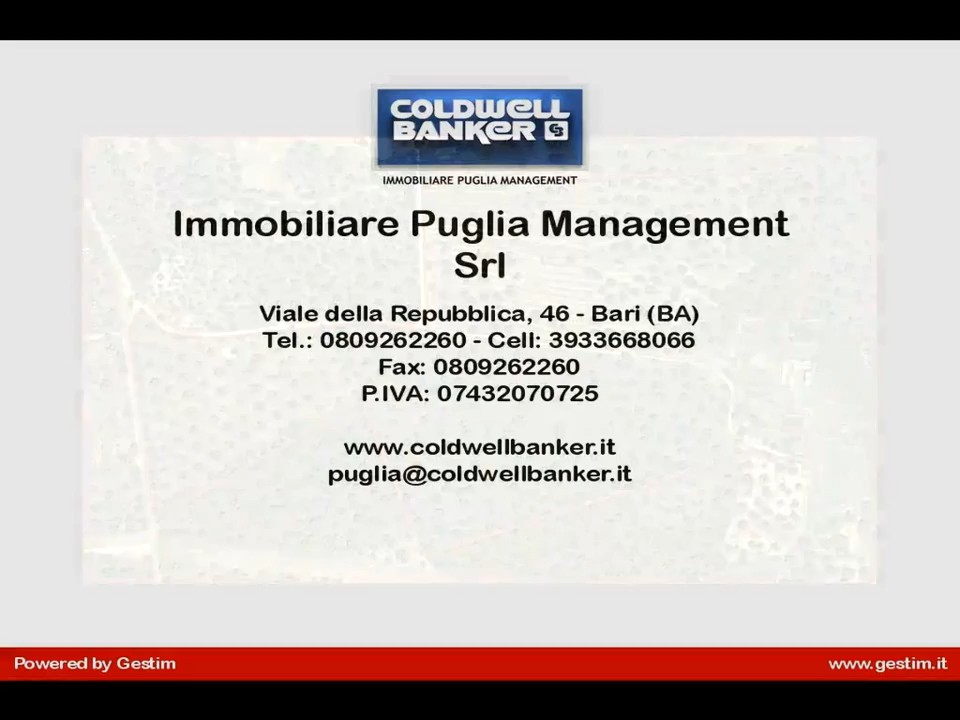 COLDWELL
BANKER CB
IMMOBILIARE PUGLIA MANAGEMENT
Immobiliare Puglia Management
Srl
Viale della Repubblica, 46 - Bari (BA)
Tel.: 0809262260 - Cell: 3933668066
Fax: 0809262260
P.IVA: 07432070725
www.coldwellbanker.it
puglia@coldwellbanker.it
Powered by Gestim
www.gestim.it